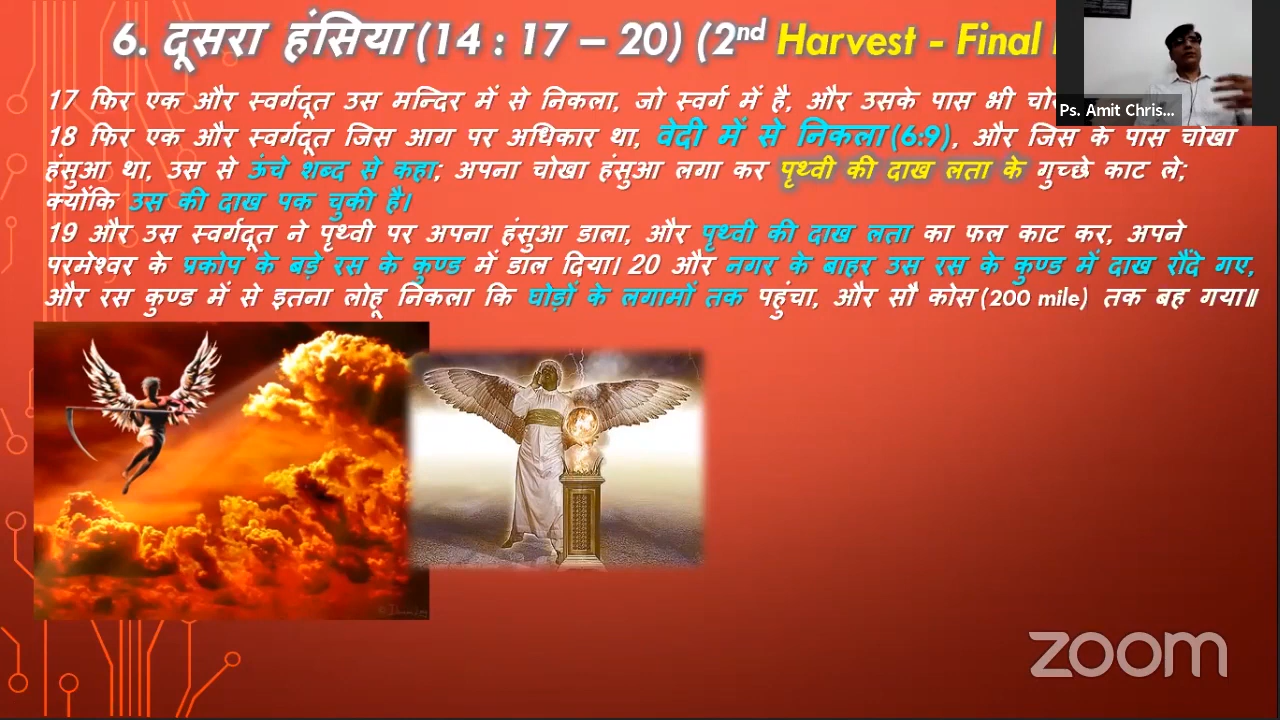 6. दूसरा हंसिया (14 : 17 – 20) (2nd Harvest - Final
17 फिर एक और स्वर्गदूत उस मन्दिर में से निकला, जो स्वर्ग में है, और उसके पास भी
18 फिर एक और स्वर्गदूत जिस आग पर अधिकार था, वेदी में से निकला (6:9), और जिस के पास चोखा
हंसुआ था, उस से ऊंचे शब्द से कहा; अपना चोखा हंसुआ लगा कर पृथ्वी की दाख लता के गुच्छे काट ले;
क्योंकि उस की दाख पक चुकी है।
19 और उस स्वर्गदूत ने पृथ्वी पर अपना हंसुआ डाला, और पृथ्वी की दाख लता का फल काट कर, अपने
परमेश्वर के प्रकोप के बड़े रस के कुण्ड में डाल दिया। 20 और नगर के बाहर उस रस के कुण्ड में दाख रौंदे गए,
और रस कुण्ड में से इतना लोहू निकला कि घोड़ों के लगामों तक पहुंचा, और सौ कोस (200 mile) तक बह गया॥
Ps. Amit Chris...
zoom